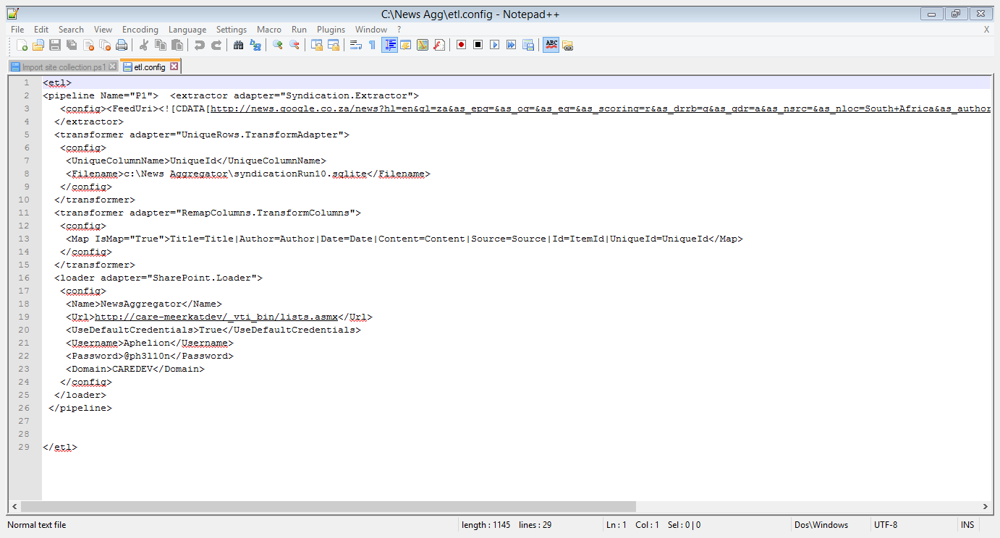 C:\News Agg\etl.config - Notepad++
File Edit Search View Encoding Language Settings Macro Run Plugins Window ? X
ABC
Import site collection.ps1 etl.config
1 <etl>
2 <pipeline Name="P1">  <extractor adapter="Syndication.Extractor">
3    <config><FeedUri><![CDATA[http://news.google.co.za/news?hl=en&gl=za&as_epq=&as_oq=&as_eq=&as_scoring=r&as_drrb=q&as_qdr=a&as_nsrc=&as_nloc=South+Africa&as_author
4   </extractor>
5   <transformer adapter="UniqueRows.TransformAdapter">
6    <config>
7     <UniqueColumnName>UniqueId</UniqueColumnName>
8     <Filename>c:\News Aggregator\syndicationRun10.sqlite</Filename>
9    </config>
10   </transformer>
11   <transformer adapter="RemapColumns.TransformColumns">
12    <config>
13     <Map IsMap="True">Title=Title|Author=Author|Date=Date|Content=Content|Source=Source|Id=ItemId|UniqueId=UniqueId</Map>
14    </config>
15   </transformer>
16   <loader adapter="SharePoint.Loader">
17    <config>
18     <Name>NewsAggregator</Name>
19     <Url>http://care-meerkatdev/_vti_bin/lists.asmx</Url>
20     <UseDefaultCredentials>True</UseDefaultCredentials>
21     <Username>Aphelion</Username>
22     <Password>@ph3l10n</Password>
23     <Domain>CAREDEV</Domain>
24    </config>
25   </loader>
26  </pipeline>
27
28
29 </etl>
Normal text file length : 1145 lines : 29 Ln : 1 Col : 1 Sel : 0 | 0 Dos\Windows UTF-8 INS